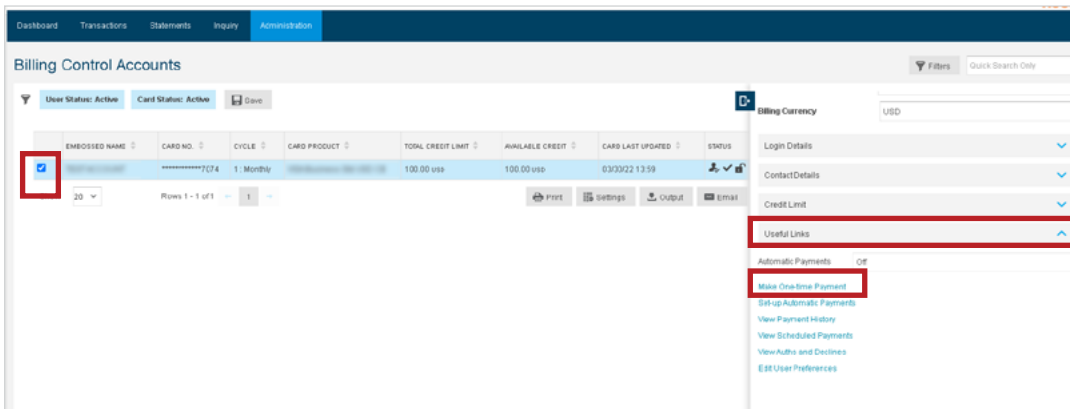 Dashboard Transactions Statements Inquiry Administration
Billing Control Accounts
Filters Quick Search Only
User Status: Active Card Status: Active Save
Billing Currency USD
EMBOSSED NAME CARD NO. CYCLE CARD PRODUCT TOTAL CREDIT LIMIT AVAILABLE CREDIT CARD LAST UPDATED STATUS
************7C74 1 : Monthly 100.00 USD 100.00 USD 03/30/22 13:59
20 Rows 1 - 1 of 1 1 Print Settings Output Email
Login Details
Contact Details
Credit Limit
Useful Links
Automatic Payments Off
Make One-time Payment
Set-up Automatic Payments
View Payment History
View Scheduled Payments
View Auths and Declines
Edit User Preferences